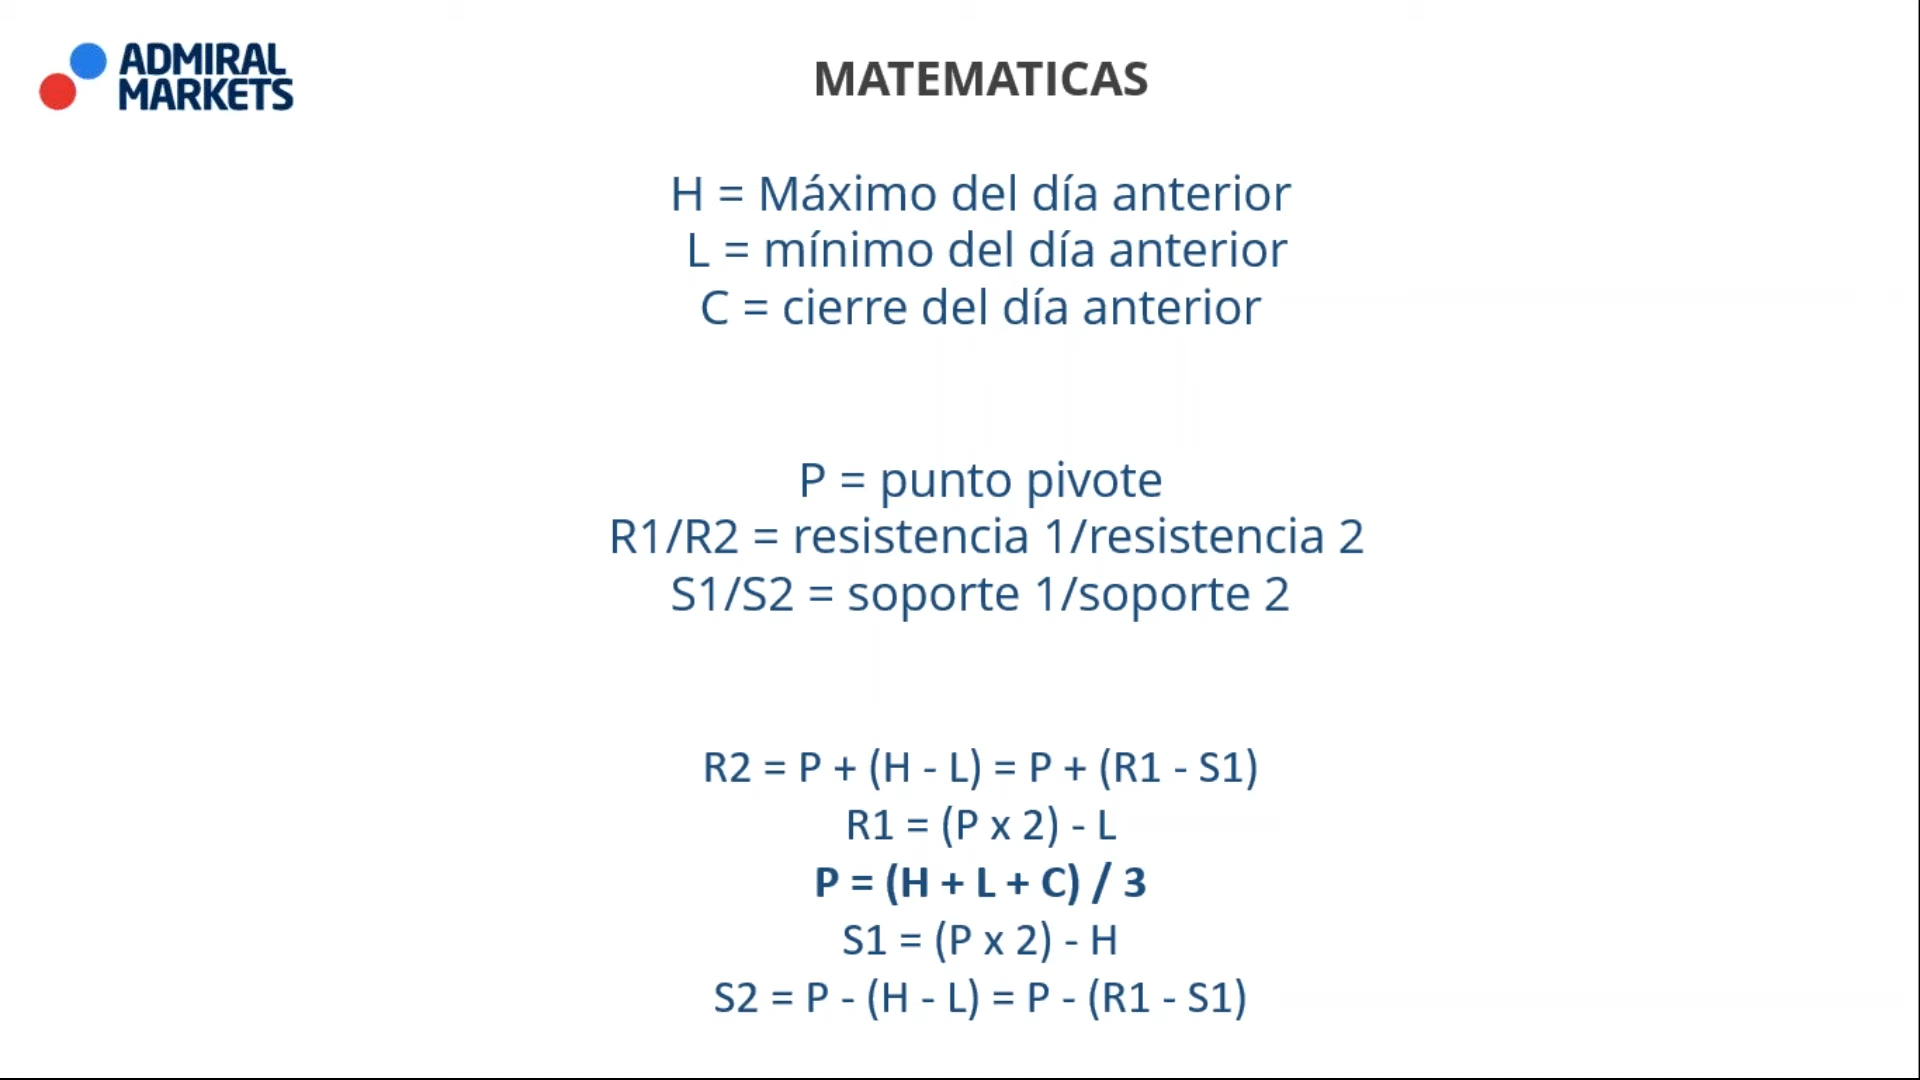 ADMIRAL
MARKETS
MATEMATICAS
H = Máximo del día anterior
L = mínimo del día anterior
C = cierre del día anterior
P = punto pivote
R1/R2 = resistencia 1/resistencia 2
S1/S2 = soporte 1/soporte 2
R2 = P + (H - L) = P + (R1 - S1)
R1 = (P x 2) - L
P = (H + L + C) / 3
S1 = (P x 2) - H
S2 = P - (H - L) = P - (R1 - S1)